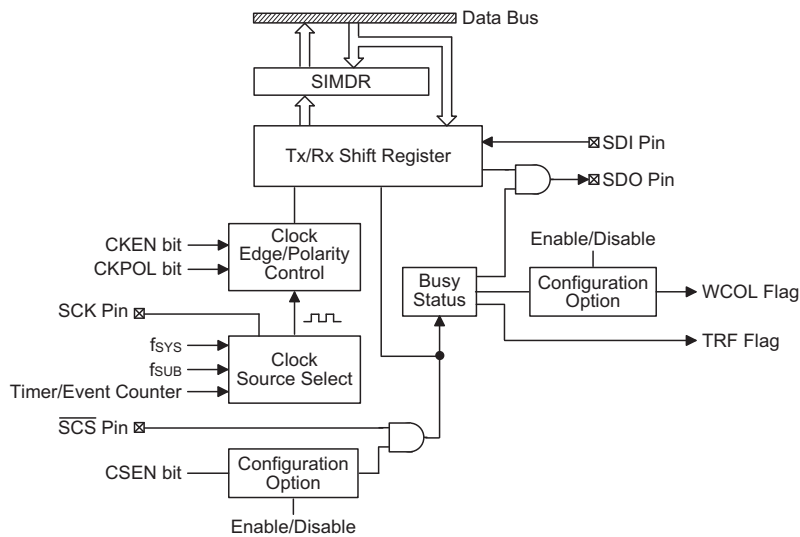 Data Bus
SIMDR
Tx/Rx Shift Register
SDI Pin
SDO Pin
CKEN bit
CKPOL bit
Clock
Edge/Polarity
Control
Enable/Disable
Busy
Status
Configuration
Option
WCOL Flag
TRF Flag
SCK Pin
fSYS
fSUB
Timer/Event Counter
Clock
Source Select
SCS Pin
CSEN bit
Configuration
Option
Enable/Disable